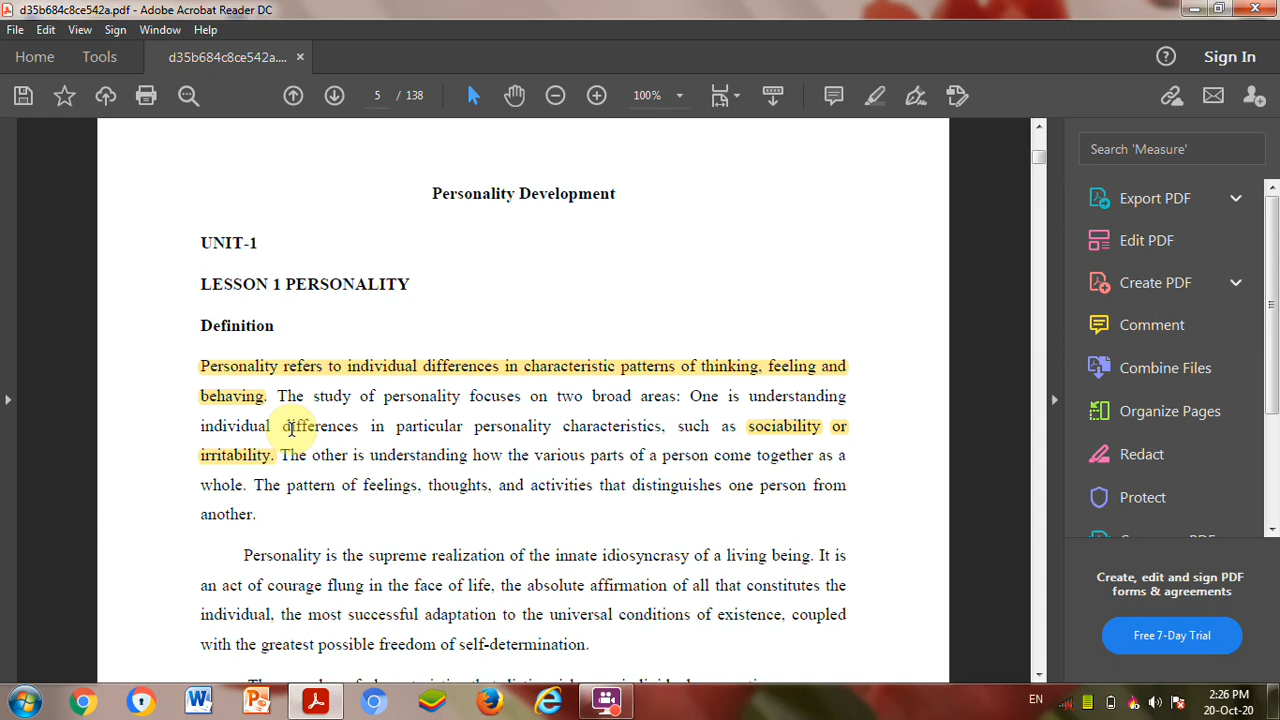 d35b684c8ce542a.pdf - Adobe Acrobat Reader DC
File Edit View Sign Window Help
Home Tools d35b684c8ce542a.... × Sign In
5 / 138 100%
Personality Development
UNIT-1
LESSON 1 PERSONALITY
Definition
Personality refers to individual differences in characteristic patterns of thinking, feeling and
behaving. The study of personality focuses on two broad areas: One is understanding
individual differences in particular personality characteristics, such as sociability or
irritability. The other is understanding how the various parts of a person come together as a
whole. The pattern of feelings, thoughts, and activities that distinguishes one person from
another.
Personality is the supreme realization of the innate idiosyncrasy of a living being. It is
an act of courage flung in the face of life, the absolute affirmation of all that constitutes the
individual, the most successful adaptation to the universal conditions of existence, coupled
with the greatest possible freedom of self-determination.
Search 'Measure'
Export PDF
Edit PDF
Create PDF
Comment
Combine Files
Organize Pages
Redact
Protect
Create, edit and sign PDF
forms & agreements
Free 7-Day Trial
EN 2:26 PM
20-Oct-20